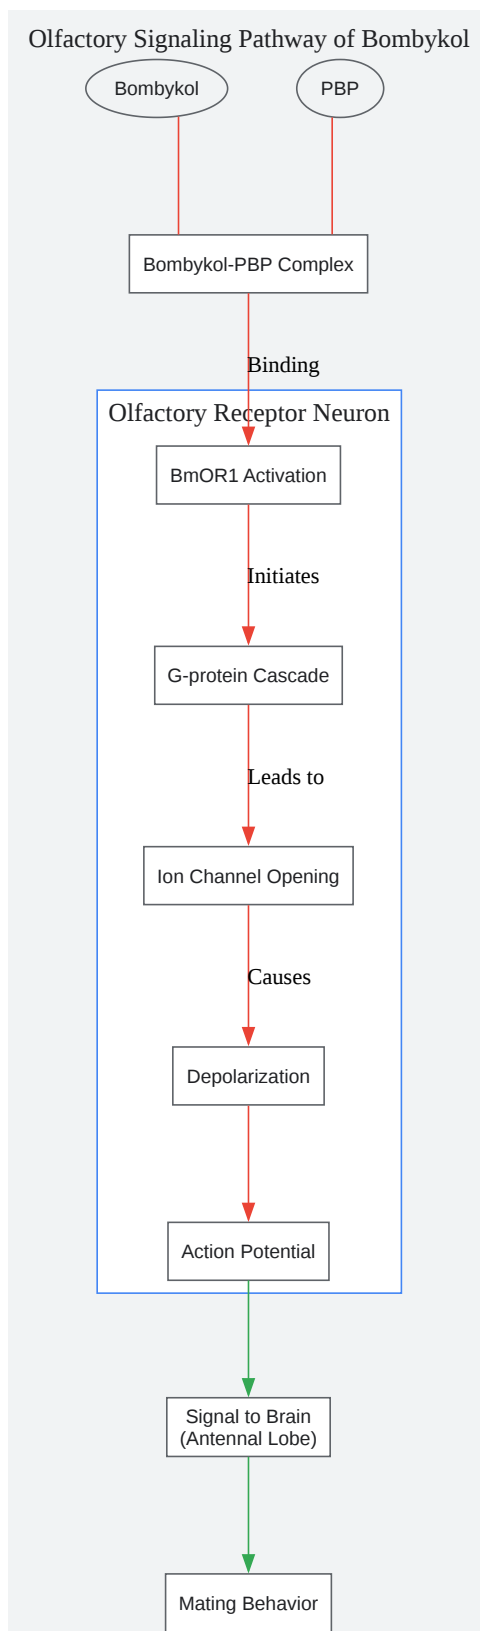 Olfactory Signaling Pathway of Bombykol
Bombykol
PBP
Bombykol-PBP Complex
Binding
Olfactory Receptor Neuron
BmOR1 Activation
Initiates
G-protein Cascade
Leads to
Ion Channel Opening
Causes
Depolarization
Action Potential
Signal to Brain
(Antennal Lobe)
Mating Behavior